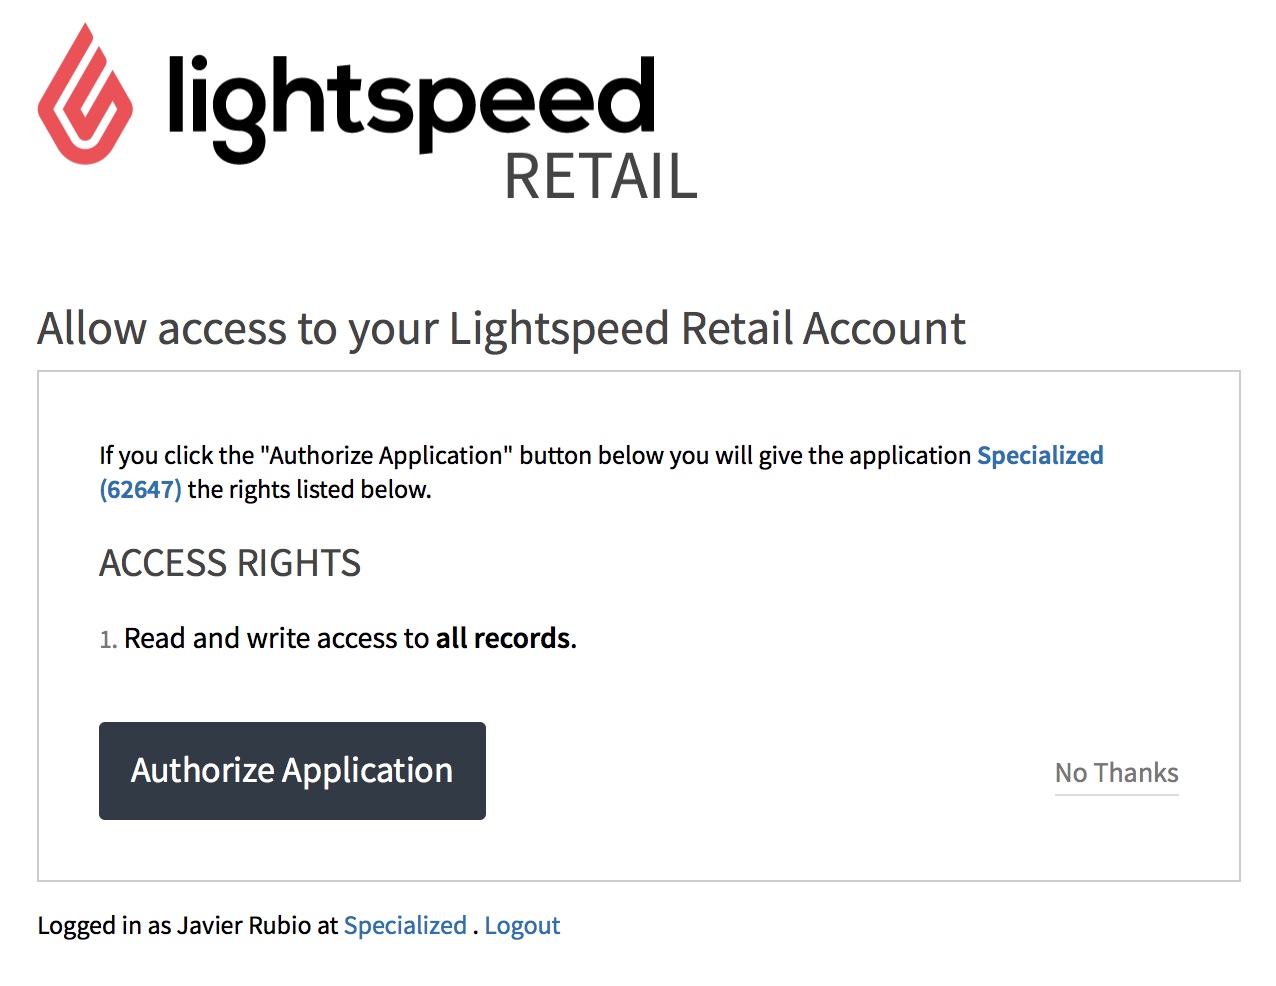 lightspeed
RETAIL
Allow access to your Lightspeed Retail Account
If you click the "Authorize Application" button below you will give the application Specialized
(62647) the rights listed below.
ACCESS RIGHTS
1. Read and write access to all records.
Authorize Application
No Thanks
Logged in as Javier Rubio at Specialized . Logout